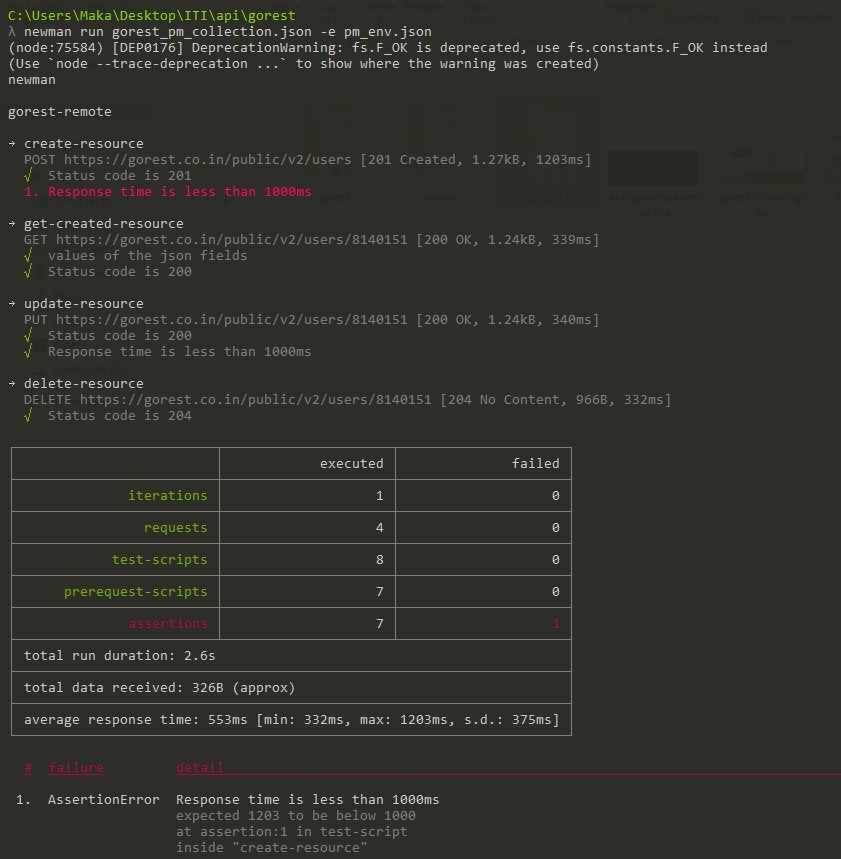 C:\Users\Maka\Desktop\ITI\api\gorest
λ newman run gorest_pm_collection.json -e pm_env.json
(node:75584) [DEP0176] DeprecationWarning: fs.F_OK is deprecated, use fs.constants.F_OK instead
(Use `node --trace-deprecation ...` to show where the warning was created)
newman
gorest-remote
→ create-resource
POST https://gorest.co.in/public/v2/users [201 Created, 1.27kB, 1203ms]
√ Status code is 201
1. Response time is less than 1000ms
→ get-created-resource
GET https://gorest.co.in/public/v2/users/8140151 [200 OK, 1.24kB, 339ms]
√ values of the json fields
√ Status code is 200
→ update-resource
PUT https://gorest.co.in/public/v2/users/8140151 [200 OK, 1.24kB, 340ms]
√ Status code is 200
√ Response time is less than 1000ms
→ delete-resource
DELETE https://gorest.co.in/public/v2/users/8140151 [204 No Content, 966B, 332ms]
√ Status code is 204
executed failed
iterations 1 0
requests 4 0
test-scripts 8 0
prerequest-scripts 7 0
assertions 7 1
total run duration: 2.6s
total data received: 326B (approx)
average response time: 553ms [min: 332ms, max: 1203ms, s.d.: 375ms]
# failure detail
1. AssertionError Response time is less than 1000ms
expected 1203 to be below 1000
at assertion:1 in test-script
inside "create-resource"